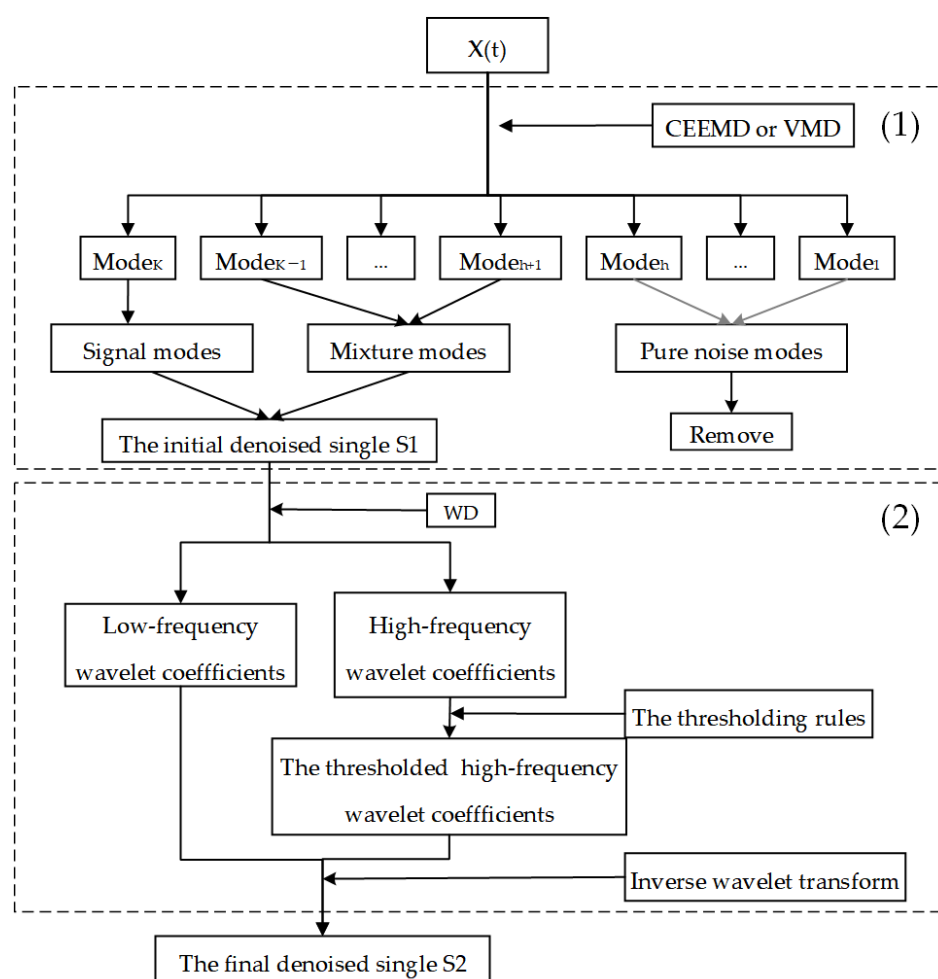 X(t)
CEEMD or VMD
(1)
ModeK
ModeK−1
...
Modeh+1
Modeh
...
Mode1
Signal modes
Mixture modes
Pure noise modes
The initial denoised single S1
Remove
WD
(2)
Low-frequency
wavelet coeffficients
High-frequency
wavelet coeffficients
The thresholding rules
The thresholded high-frequency
wavelet coeffficients
Inverse wavelet transform
The final denoised single S2